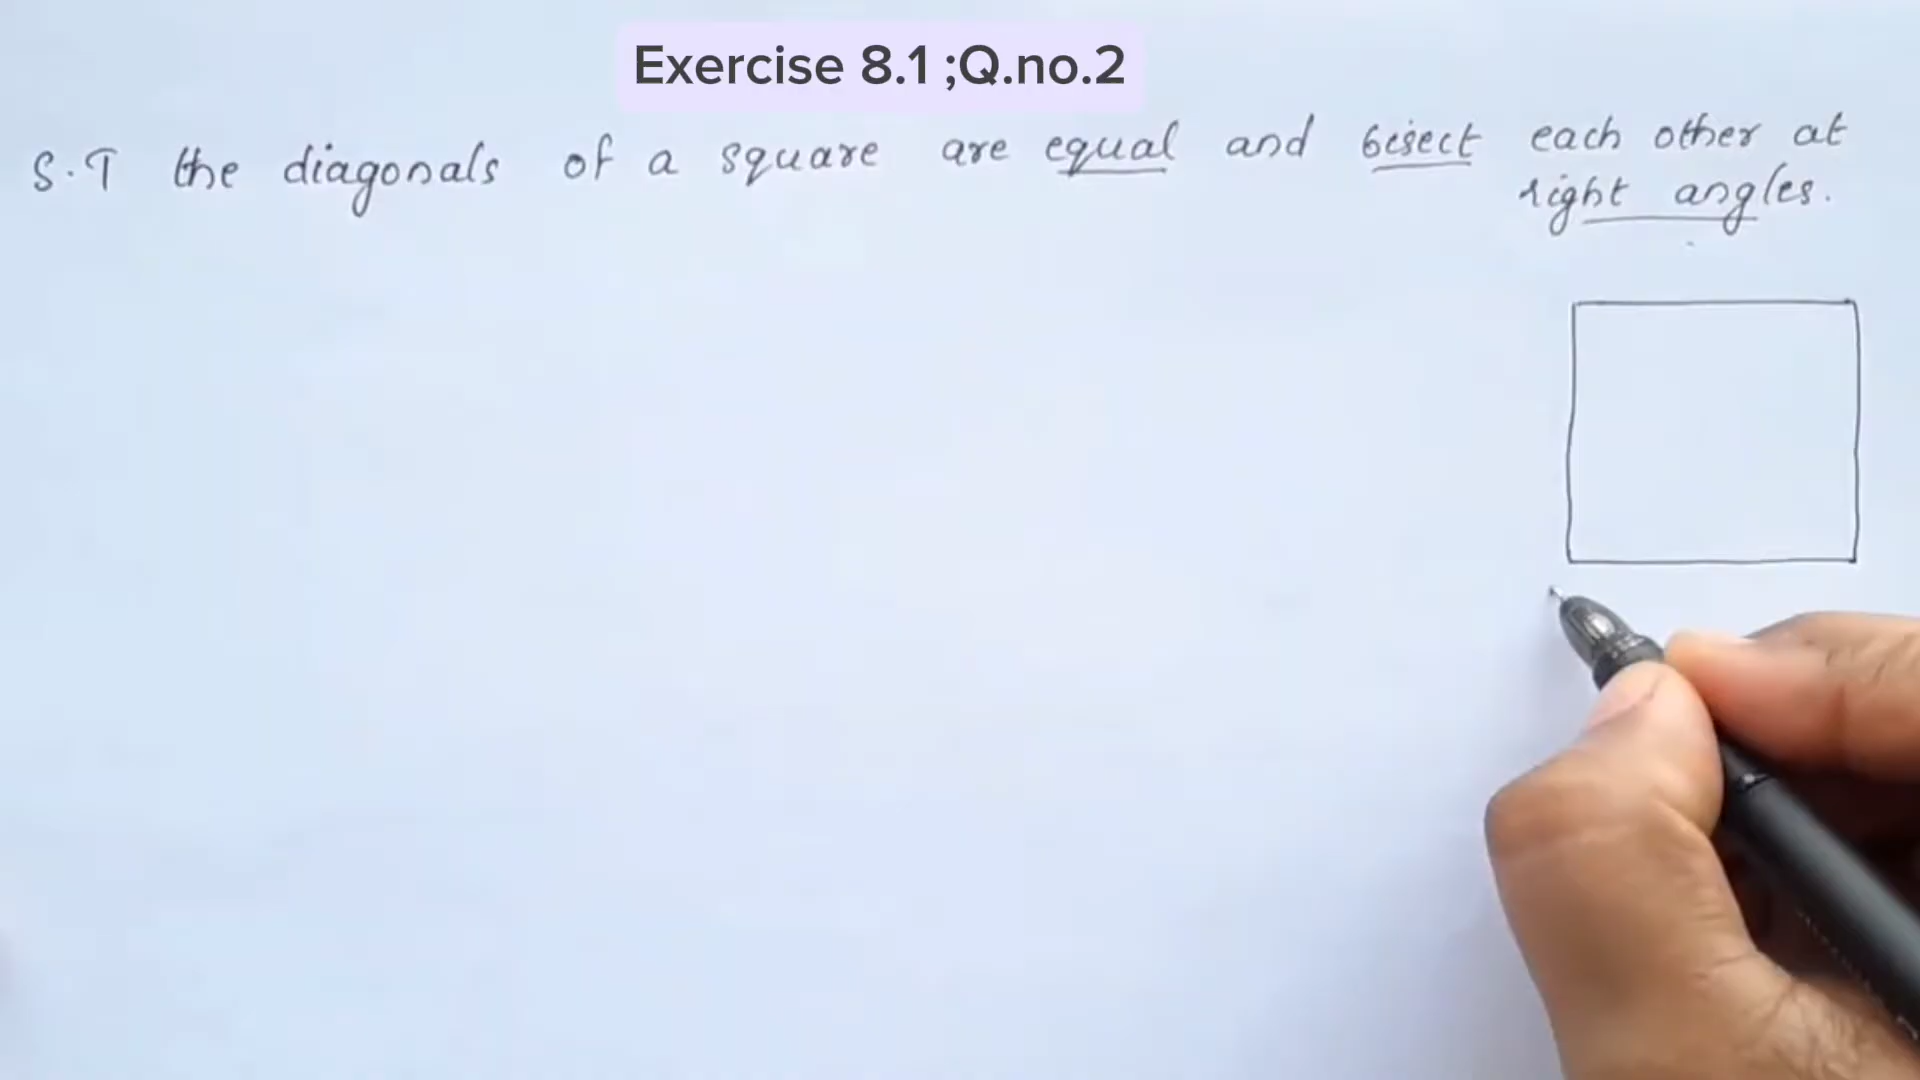 Exercise 8.1 ;Q.no.2
S.T the diagonals of a square are equal and bisect each other at
right angles.